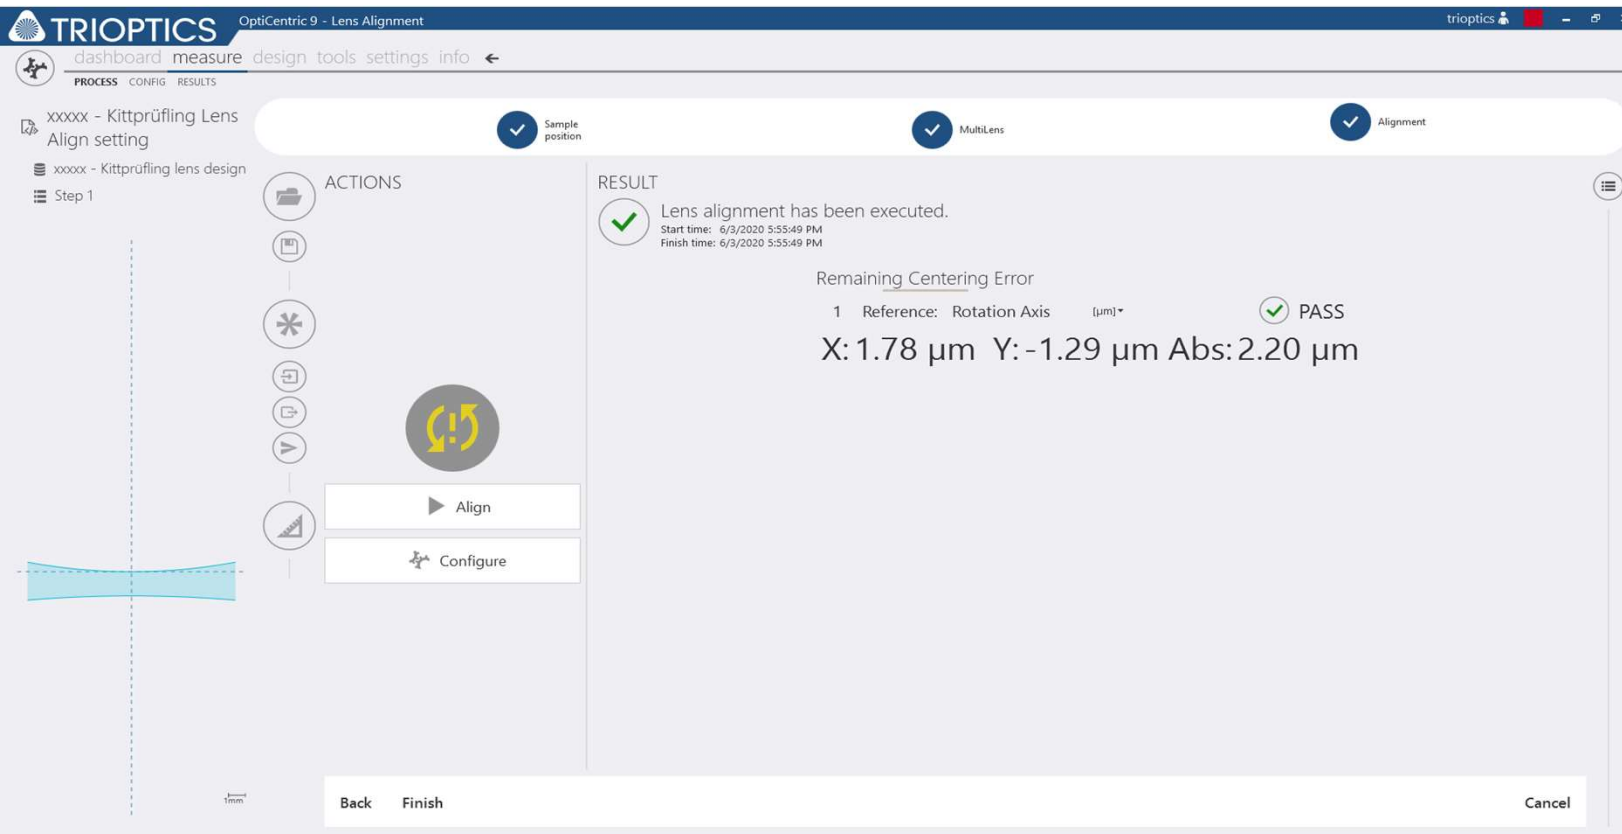 TRIOPTICS
OptiCentric 9 - Lens Alignment
trioptics
dashboard measure design tools settings info
PROCESS CONFIG RESULTS
xxxxx - Kittprüfling Lens
Align setting
xxxxx - Kittprüfling lens design
Step 1
Sample
position
MultiLens
Alignment
ACTIONS
RESULT
Lens alignment has been executed.
Start time: 6/3/2020 5:55:49 PM
Finish time: 6/3/2020 5:55:49 PM
Remaining Centering Error
1 Reference: Rotation Axis [µm] PASS
X: 1.78 µm Y: -1.29 µm Abs: 2.20 µm
Align
Configure
1mm
Back Finish Cancel